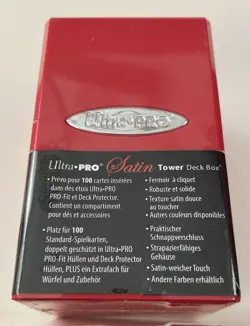 Ultra•PRO
Ultra•PRO® Satin Tower Deck Box
• Prévo pour 100 cartes insérées
dans des étuis Ultra•PRO
PRO-Fit et Deck Protector.
Contient un compartiment
pour dés et accessoires
• Platz für 100
Standard-Spielkarten,
doppelt geschützt in Ultra•PRO
PRO-Fit Hüllen und Deck Protector
Hüllen, PLUS ein Extrafach für
Würfel und Zubehör
• Fermoir à cliquet
• Robuste et solide
• Texture satin douce
au toucher
• Autres couleurs disponibles
• Praktischer
Schnappverschluss
• Strapazierfähiges
Gehäuse
• Satin-weicher Touch
• Andere Farben erhältlich